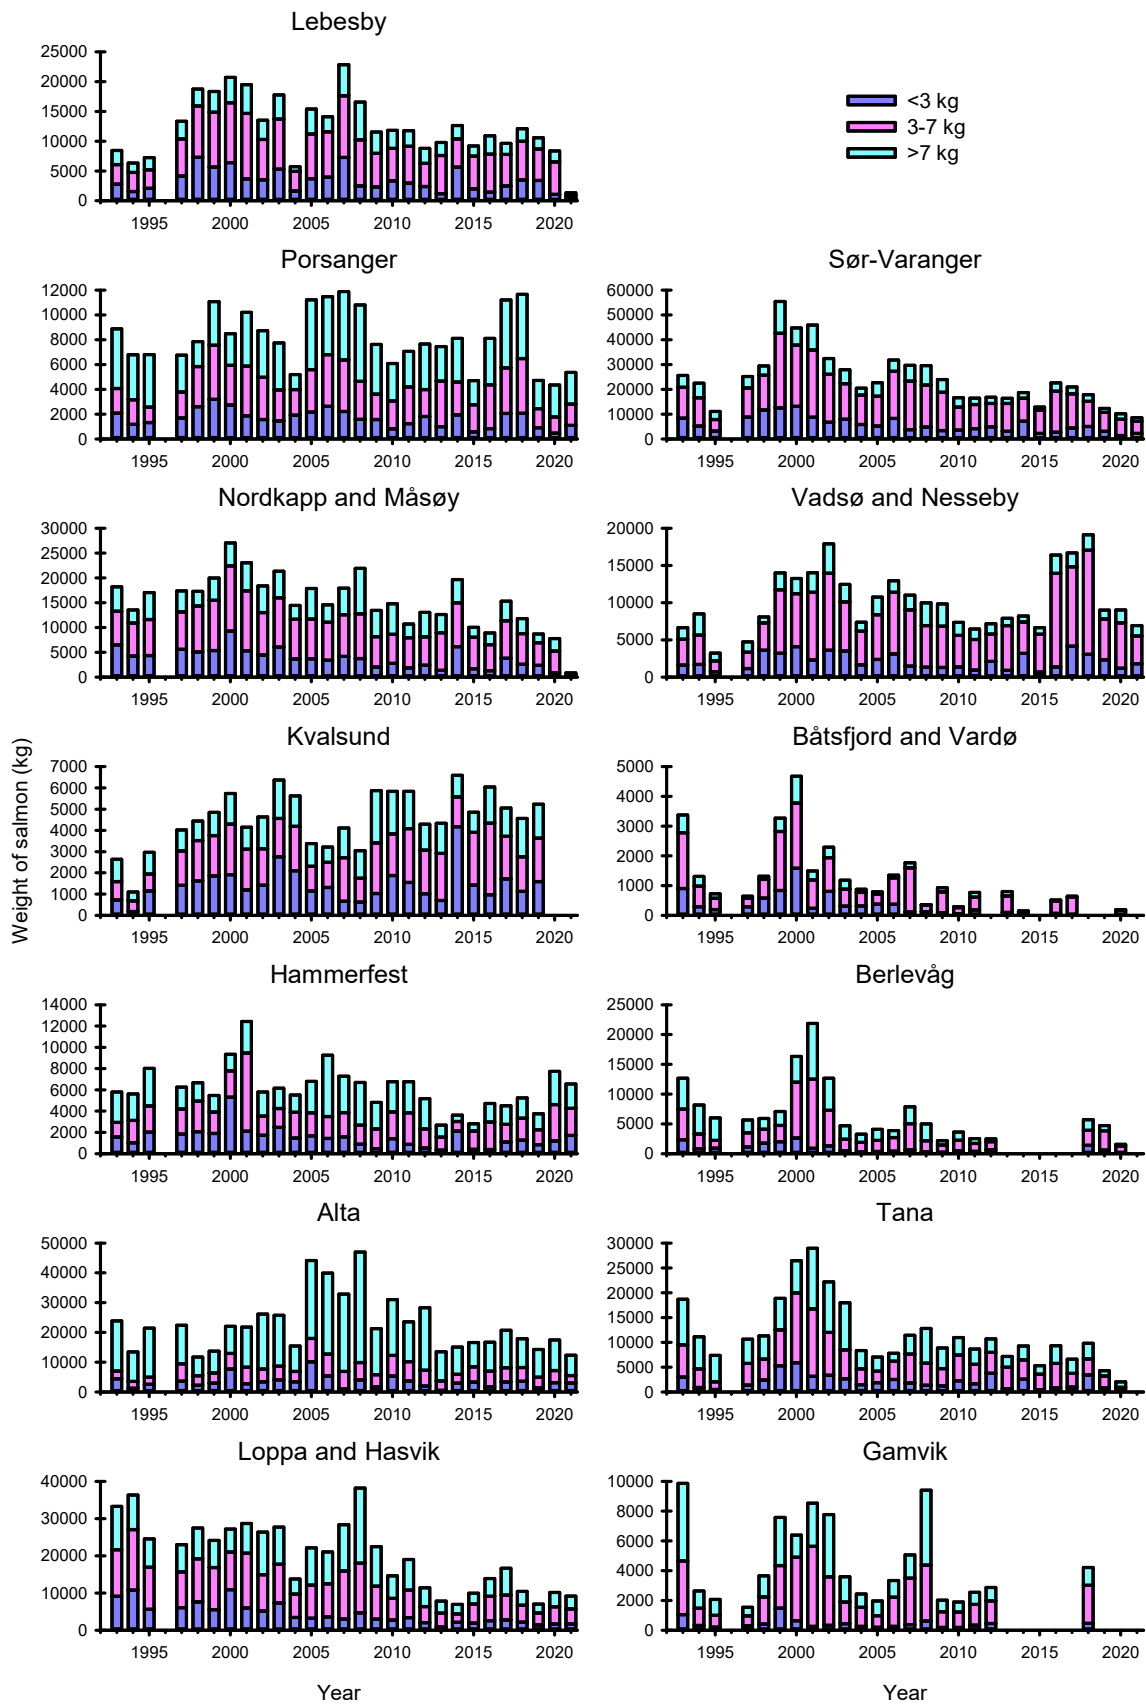 Lebesby
25000
20000
15000
10000
5000
0
1995 2000 2005 2010 2015 2020
<3 kg
3-7 kg
>7 kg
Porsanger
12000
10000
8000
6000
4000
2000
0
1995 2000 2005 2010 2015 2020
Sør-Varanger
60000
50000
40000
30000
20000
10000
0
1995 2000 2005 2010 2015 2020
Nordkapp and Måsøy
30000
25000
20000
15000
10000
5000
0
1995 2000 2005 2010 2015 2020
Vadsø and Nesseby
20000
15000
10000
5000
0
1995 2000 2005 2010 2015 2020
Weight of salmon (kg)
Kvalsund
7000
6000
5000
4000
3000
2000
1000
0
1995 2000 2005 2010 2015 2020
Båtsfjord and Vardø
5000
4000
3000
2000
1000
0
1995 2000 2005 2010 2015 2020
Hammerfest
14000
12000
10000
8000
6000
4000
2000
0
1995 2000 2005 2010 2015 2020
Berlevåg
25000
20000
15000
10000
5000
0
1995 2000 2005 2010 2015 2020
Alta
50000
40000
30000
20000
10000
0
1995 2000 2005 2010 2015 2020
Tana
30000
25000
20000
15000
10000
5000
0
1995 2000 2005 2010 2015 2020
Loppa and Hasvik
40000
30000
20000
10000
0
1995 2000 2005 2010 2015 2020
Year
Gamvik
10000
8000
6000
4000
2000
0
1995 2000 2005 2010 2015 2020
Year